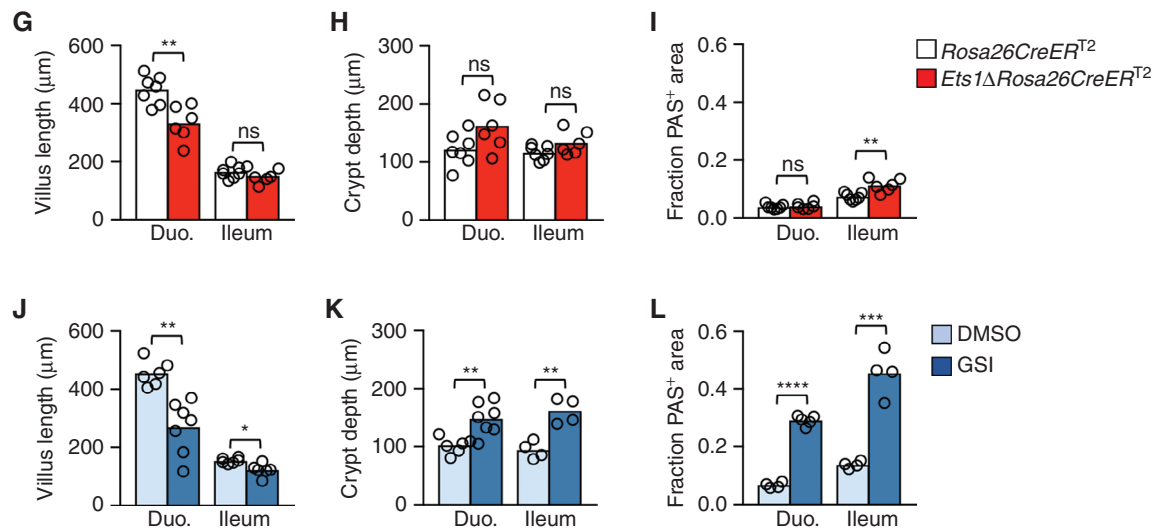 G
Villus length (μm)
600
400
200
0
**
ns
Duo. Ileum
H
Crypt depth (μm)
300
200
100
0
ns
ns
Duo. Ileum
I
Fraction PAS⁺ area
0.6
0.4
0.2
0.0
ns
**
Duo. Ileum
Rosa26CreERᵀ²
Ets1ΔRosa26CreERᵀ²
J
Villus length (μm)
600
400
200
0
**
*
Duo. Ileum
K
Crypt depth (μm)
300
200
100
0
**
**
Duo. Ileum
L
Fraction PAS⁺ area
0.6
0.4
0.2
0.0
****
***
Duo. Ileum
DMSO
GSI